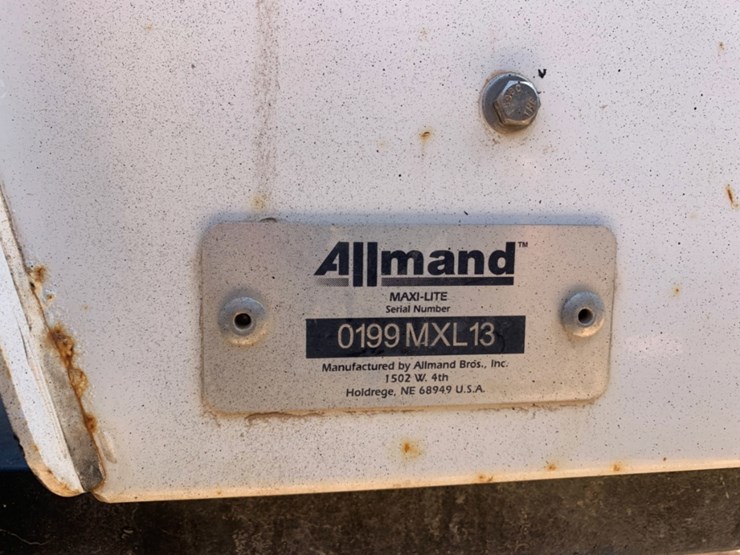 Allmand™
MAXI-LITE
Serial Number
0199 MXL13
Manufactured by Allmand Bros., Inc.
1502 W. 4th
Holdrege, NE 68949 U.S.A.